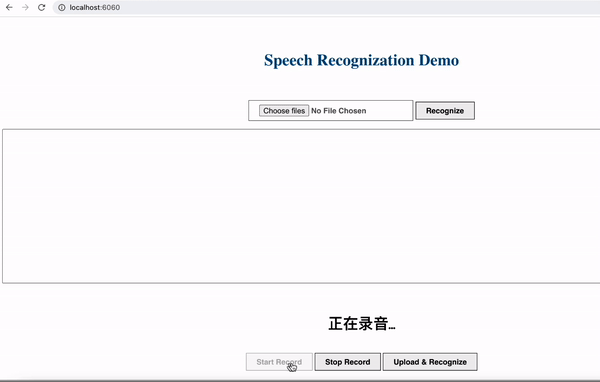 localhost:6060
Speech Recognization Demo
Choose files No File Chosen Recognize
正在录音...
Start Record Stop Record Upload & Recognize